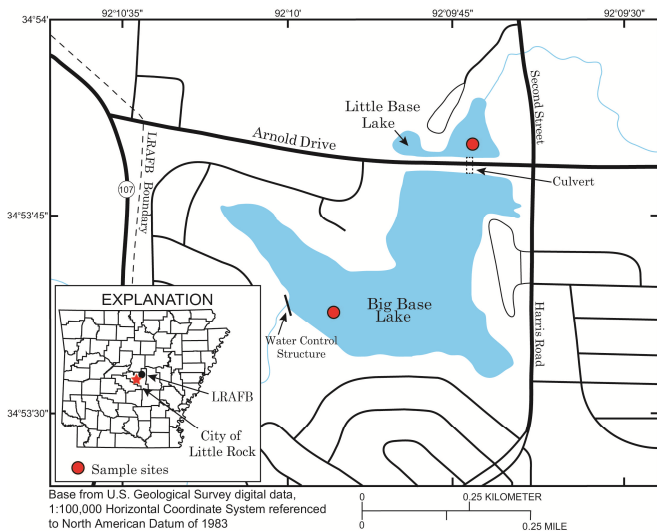 92°10'35"
92°10'
92°09'45
92°09'30
34°54'
Second Street
Little Base
Lake
Arnold Drive
LRAFB Boundary
Culvert
107
34°53'45
EXPLANATION
Big Base
Lake
Harris Road
Water Control
Structure
LRAFB
City of
Little Rock
34°53'30
Sample sites
Base from U.S. Geological Survey digital data,
1:100,000 Horizontal Coordinate System referenced
to North American Datum of 1983
0
0.25 KILOMETER
0
0.25 MILE